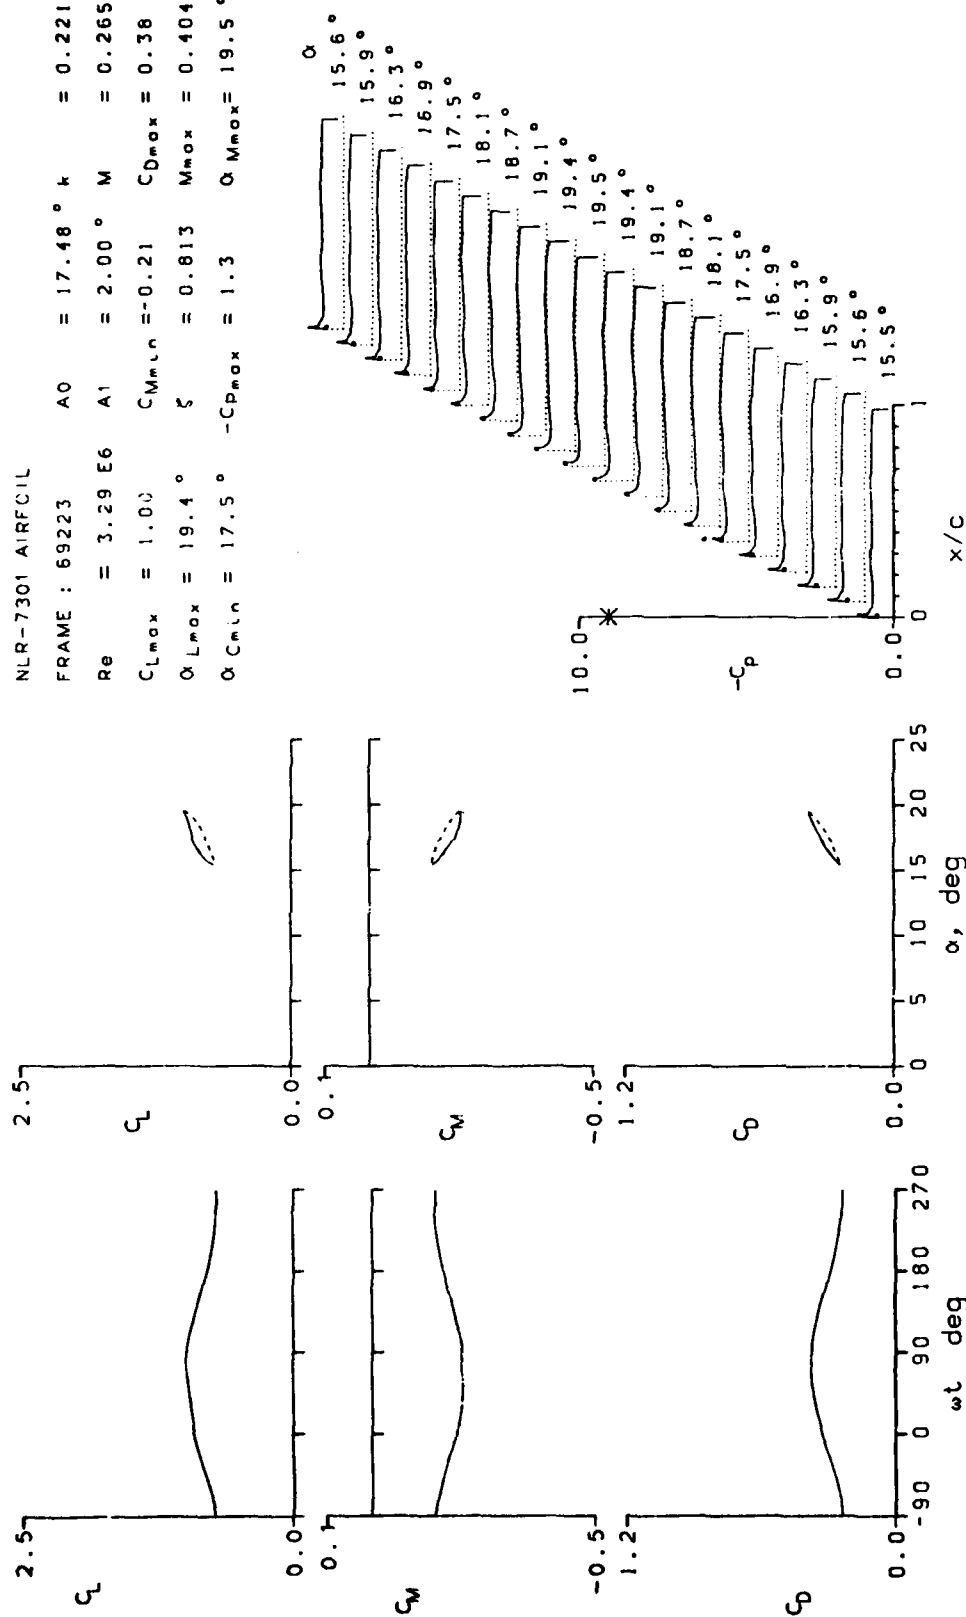 NLR-7301 AIRFOIL
FRAME : 69223 A0 = 17.48° k = 0.221
Re = 3.29 E6 A1 = 2.00° M = 0.265
CLmax = 1.00 CMmin =-0.21 CDmax = 0.38
αLmax = 19.4° ζ = 0.813 Mmax = 0.404
αCmin = 17.5° -CPmax = 1.3 αMmax= 19.5°
2.5
CL
0.0
0.1
CM
-0.5
1.2
CD
0.0
-90 0 90 180 270
ωt deg
2.5
CL
0.0
0.1
CM
-0.5
1.2
CD
0.0
0 5 10 15 20 25
α, deg
10.0
-Cp
0.0
0 1
x/c
α
15.6°
15.9°
16.3°
16.9°
17.5°
18.1°
18.7°
19.1°
19.4°
19.5°
19.4°
19.1°
18.7°
18.1°
17.5°
16.9°
16.3°
15.9°
15.6°
15.5°